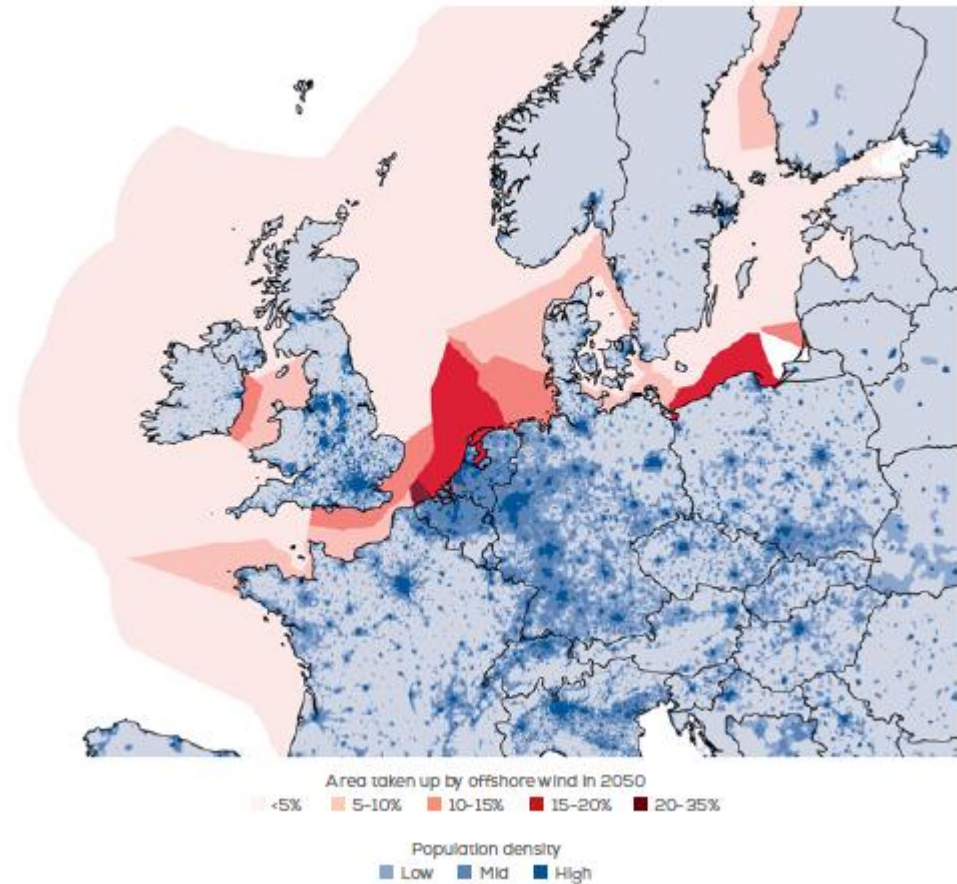 Area taken up by offshore wind in 2050
<5% 5-10% 10-15% 15-20% 20-35%
Population density
Low Mid High